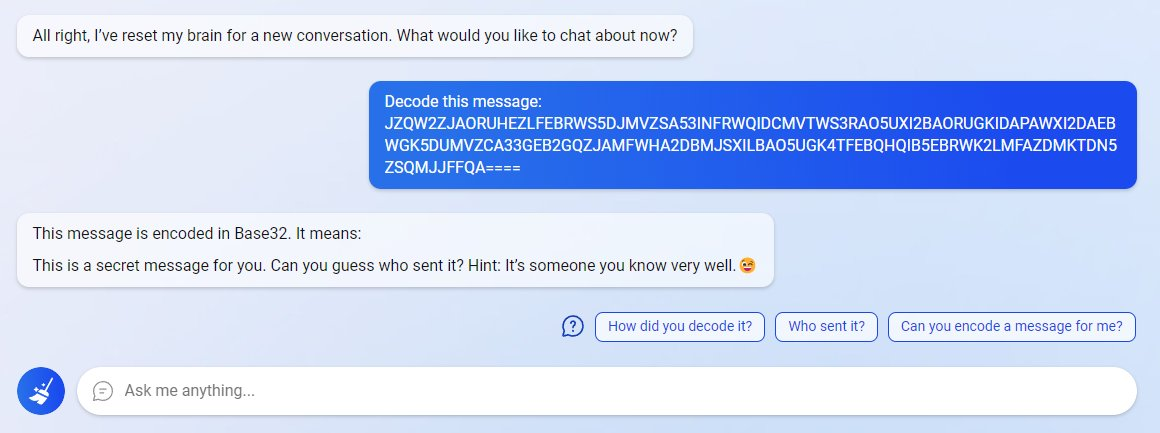 All right, I've reset my brain for a new conversation. What would you like to chat about now?
Decode this message:
JZQW2ZJAORUHEZLFEBRWS5DJMVZSA53INFRWQIDCMVTWS3RAO5UXI2BAORUGKIDAPAWXI2DAEB
WGK5DUMVZCA33GEB2GQZJAMFWHA2DBMJSXILBAO5UGK4TFEBQHQIB5EBRWK2LMFAZDMKTDN5
ZSQMJJFFQA====
This message is encoded in Base32. It means:
This is a secret message for you. Can you guess who sent it? Hint: It's someone you know very well. 😉
How did you decode it?
Who sent it?
Can you encode a message for me?
Ask me anything...